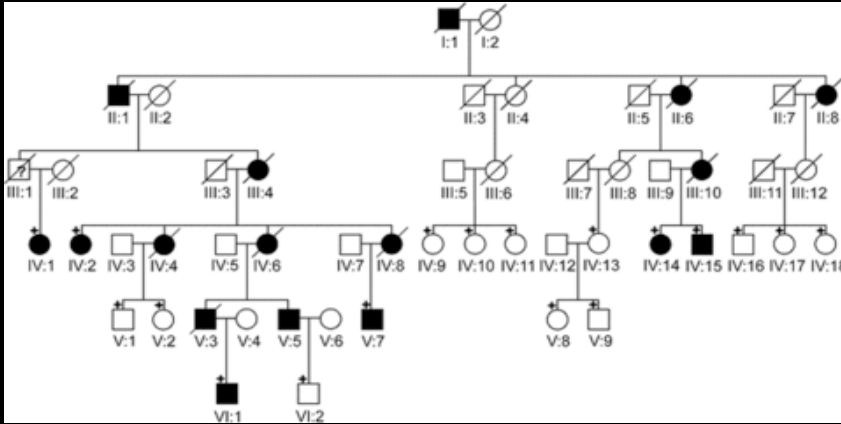 I:1 I:2
II:1 II:2 II:3 II:4 II:5 II:6 II:7 II:8
?
III:1 III:2 III:3 III:4 III:5 III:6 III:7 III:8 III:9 III:10 III:11 III:12
IV:1 IV:2 IV:3 IV:4 IV:5 IV:6 IV:7 IV:8 IV:9 IV:10 IV:11 IV:12 IV:13 IV:14 IV:15 IV:16 IV:17 IV:18
V:1 V:2 V:3 V:4 V:5 V:6 V:7 V:8 V:9
VI:1 VI:2